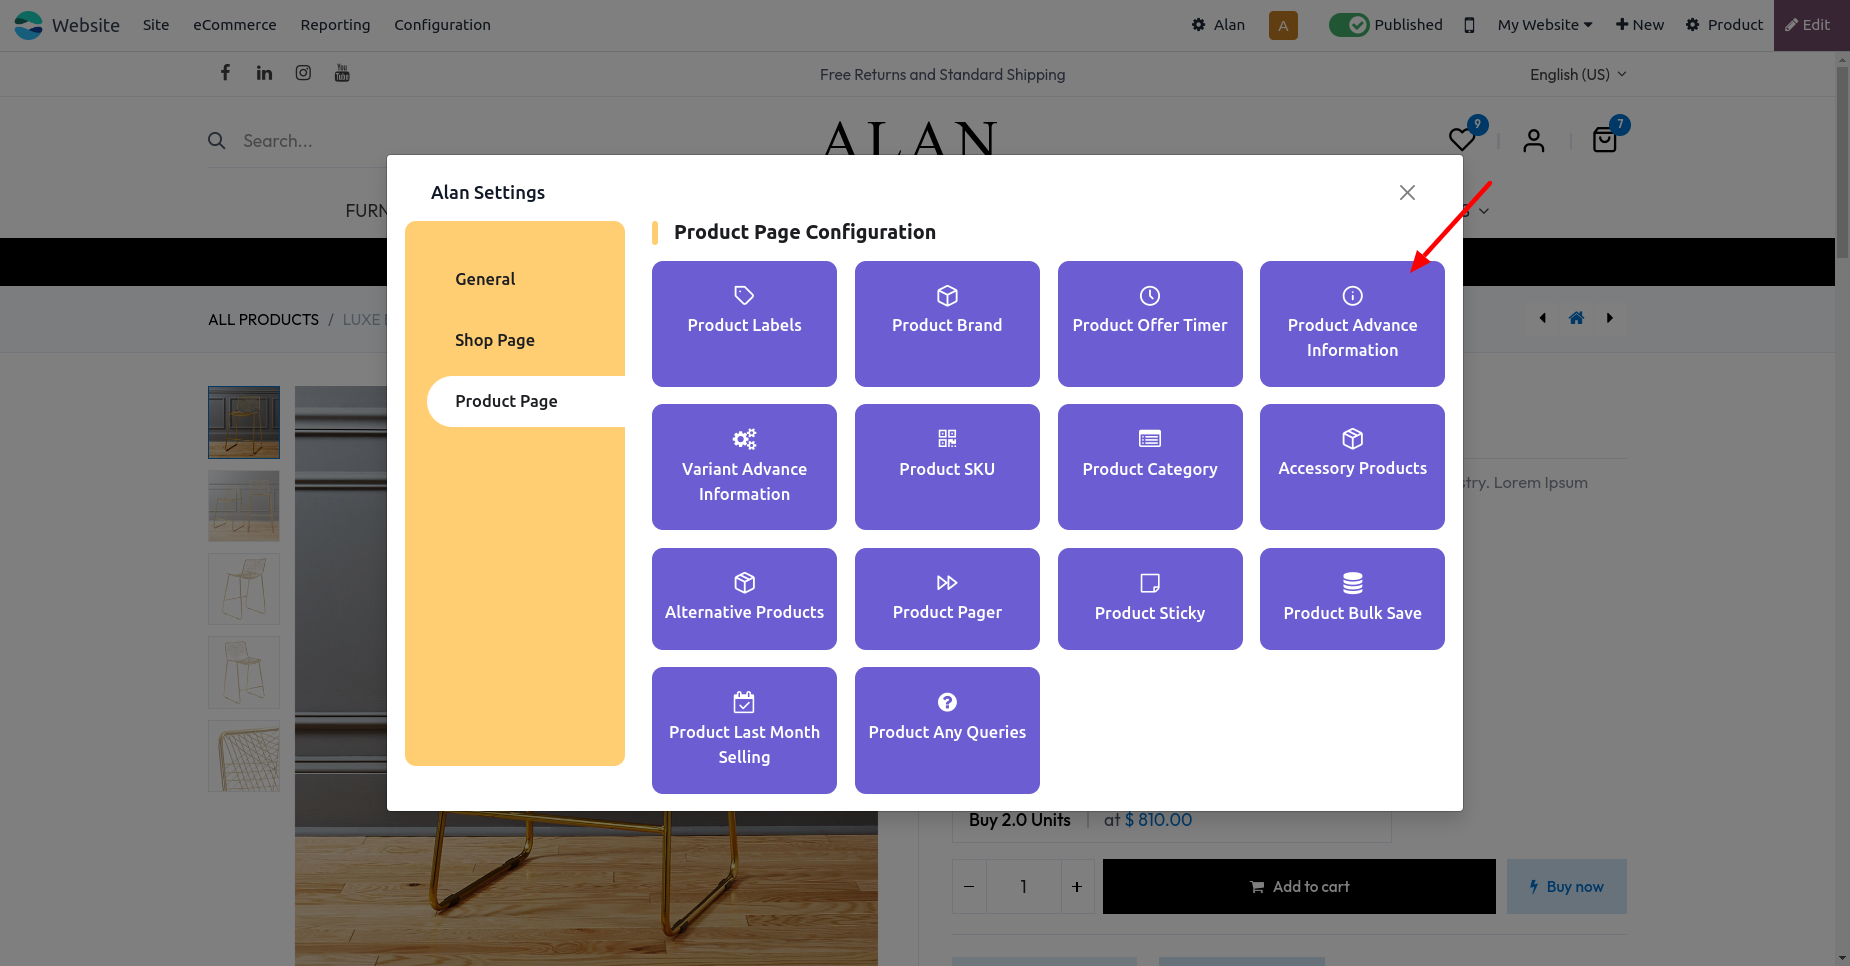 Website Site eCommerce Reporting Configuration Alan A Published My Website New Product Edit
You Tube Free Returns and Standard Shipping English (US)
Search... ALAN 9 7
FURN
Alan Settings
General
Shop Page
Product Page
Product Page Configuration
Product Labels
Product Brand
Product Offer Timer
Product Advance
Information
Variant Advance
Information
Product SKU
Product Category
Accessory Products
Alternative Products
Product Pager
Product Sticky
Product Bulk Save
Product Last Month
Selling
Product Any Queries
ALL PRODUCTS / LUXE
stry. Lorem Ipsum
Buy 2.0 Units | at $ 810.00
− 1 + Add to cart Buy now